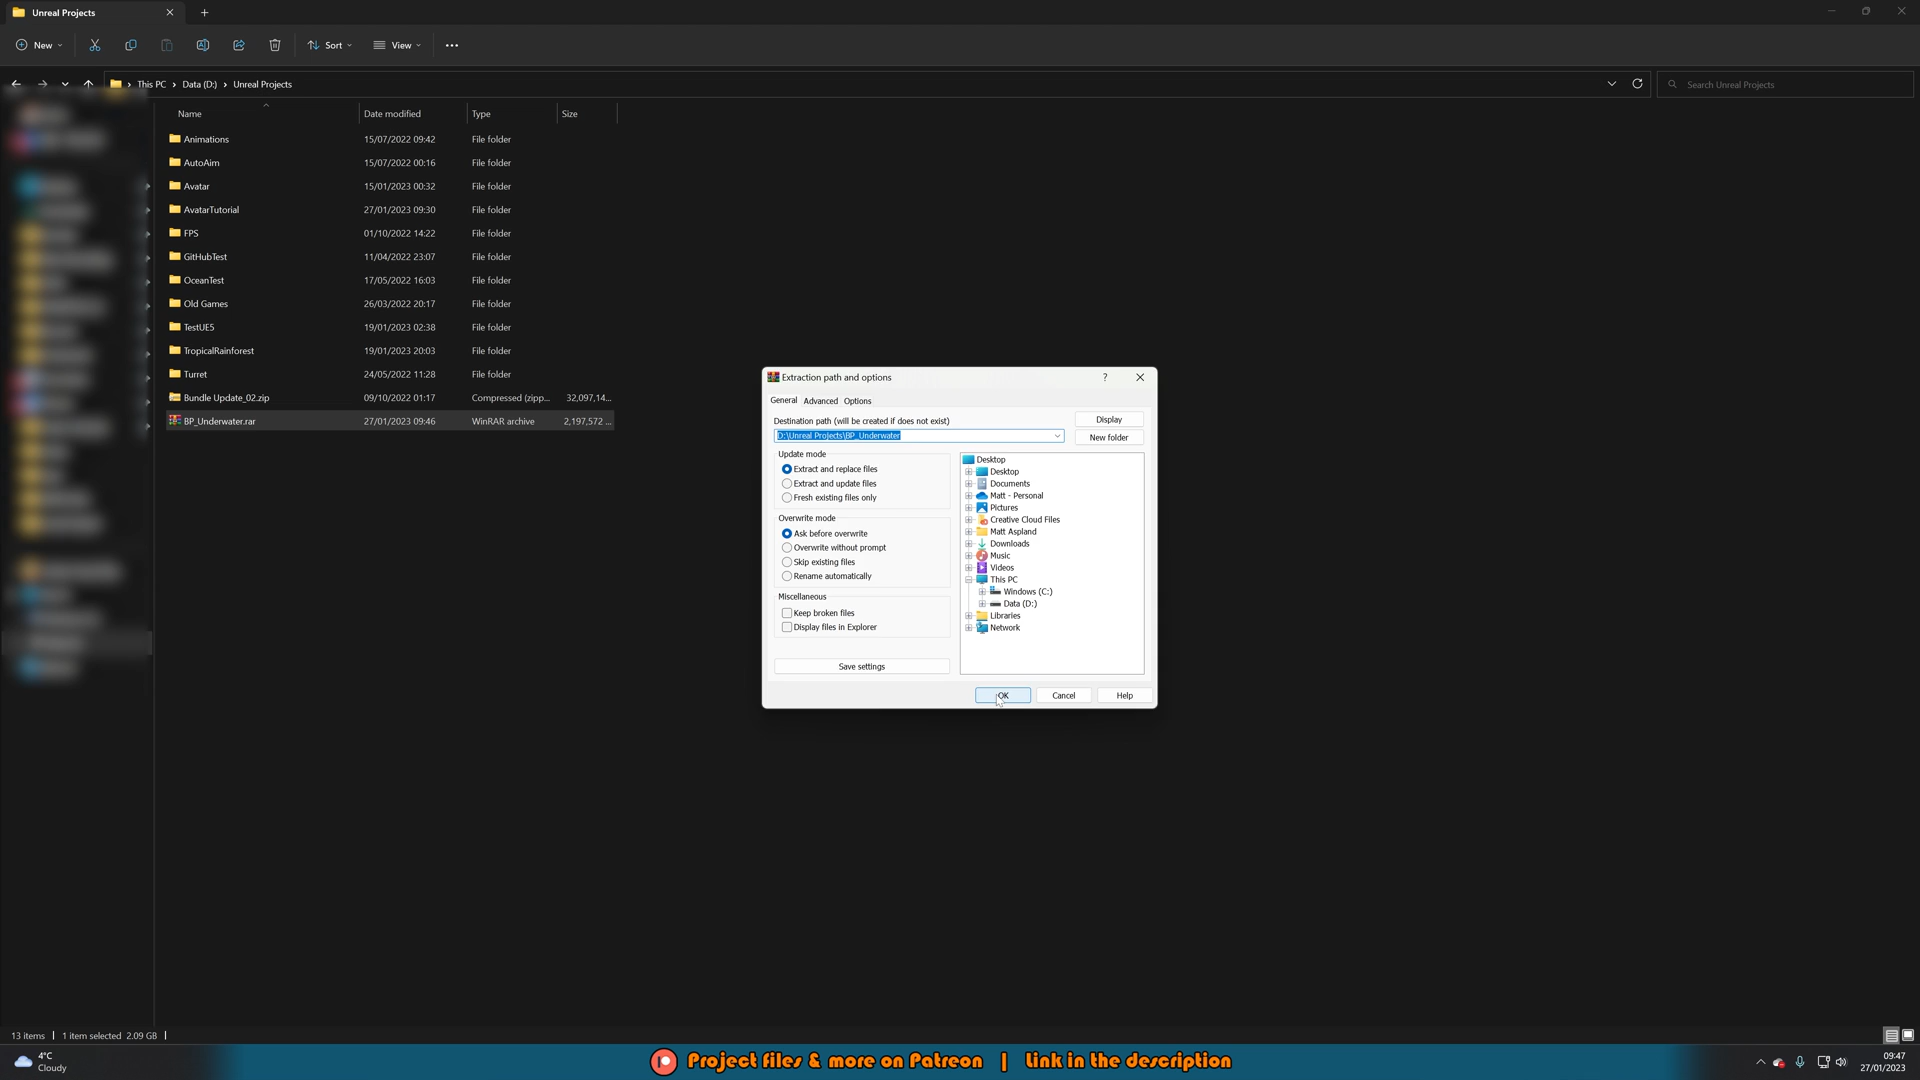 Unreal Projects
New
Sort
View
This PC > Data (D:) > Unreal Projects
Search Unreal Projects
Name Date modified Type Size
Animations 15/07/2022 09:42 File folder
AutoAim 15/07/2022 00:16 File folder
Avatar 15/01/2023 00:32 File folder
AvatarTutorial 27/01/2023 09:30 File folder
FPS 01/10/2022 14:22 File folder
GitHubTest 11/04/2022 23:07 File folder
OceanTest 17/05/2022 16:03 File folder
Old Games 26/03/2022 20:17 File folder
TestUE5 19/01/2023 02:38 File folder
TropicalRainforest 19/01/2023 20:03 File folder
Turret 24/05/2022 11:28 File folder
Bundle Update_02.zip 09/10/2022 01:17 Compressed (zipp... 32,097,14...
BP_Underwater.rar 27/01/2023 09:46 WinRAR archive 2,197,572 ...
Extraction path and options
?
General Advanced Options
Destination path (will be created if does not exist)
D:\Unreal Projects\BP_Underwater
Display
New folder
Update mode
Extract and replace files
Extract and update files
Fresh existing files only
Overwrite mode
Ask before overwrite
Overwrite without prompt
Skip existing files
Rename automatically
Miscellaneous
Keep broken files
Display files in Explorer
Save settings
Desktop
Desktop
Documents
Matt - Personal
Pictures
Creative Cloud Files
Matt Aspland
Downloads
Music
Videos
This PC
Windows (C:)
Data (D:)
Libraries
Network
OK
Cancel
Help
13 items
1 item selected 2.09 GB
4°C
Cloudy
Project files & more on Patreon | Link in the description
09:47
27/01/2023